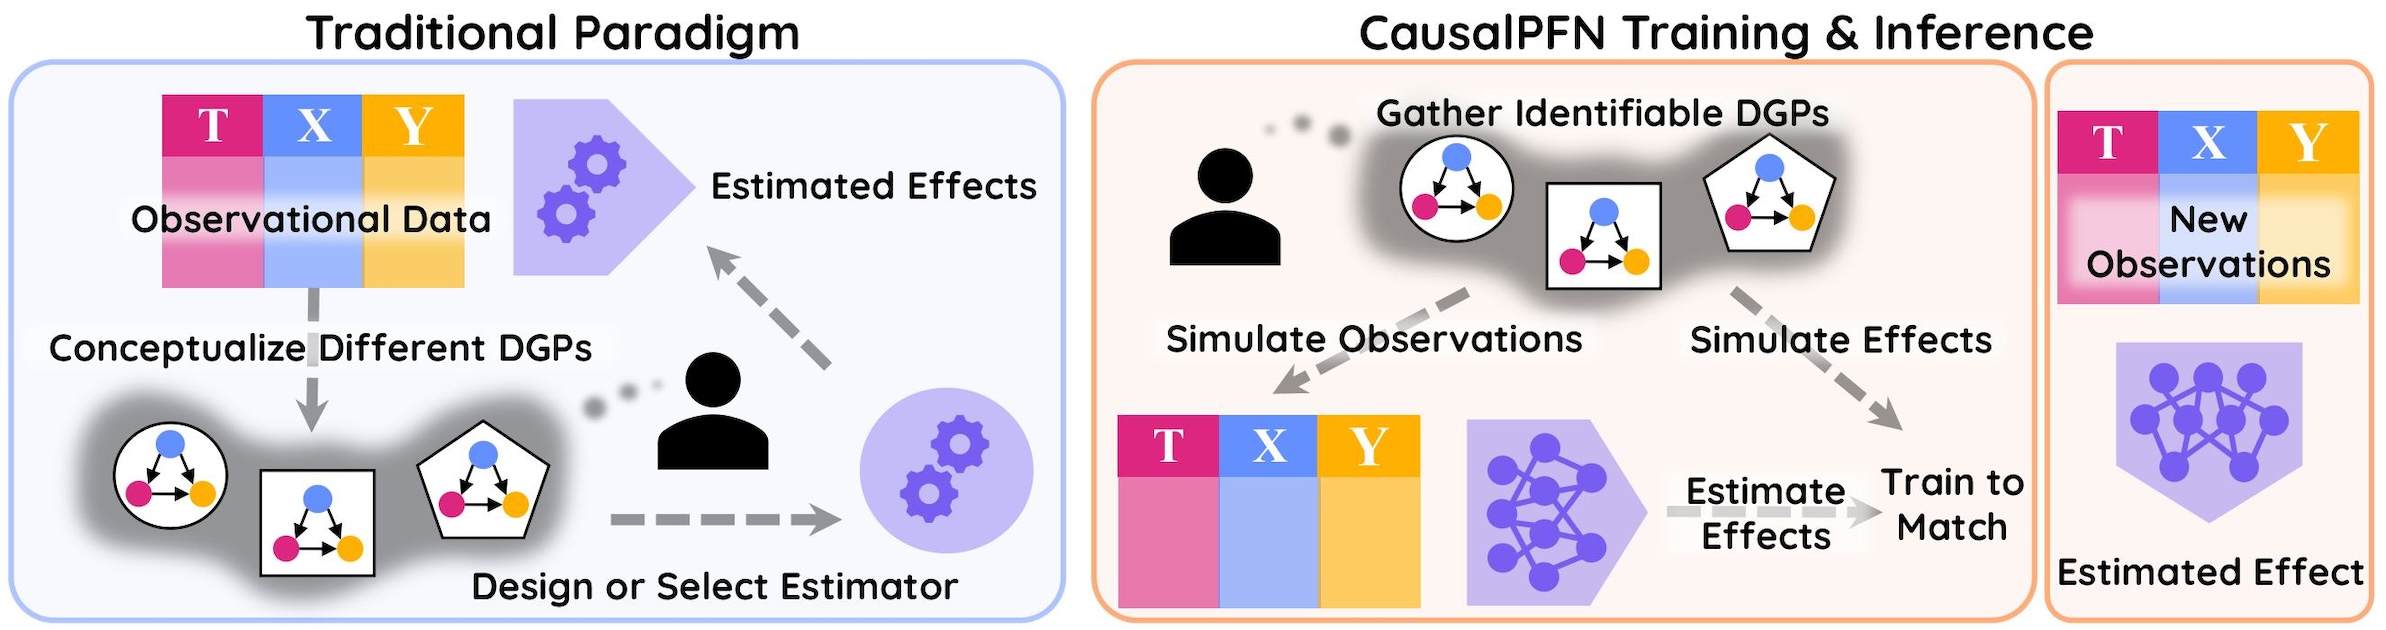 Traditional Paradigm
T X Y
Observational Data
Estimated Effects
Conceptualize Different DGPs
Design or Select Estimator
CausalPFN Training & Inference
Gather Identifiable DGPs
Simulate Observations
Simulate Effects
T X Y
Estimate
Effects
Train to
Match
T X Y
New
Observations
Estimated Effect